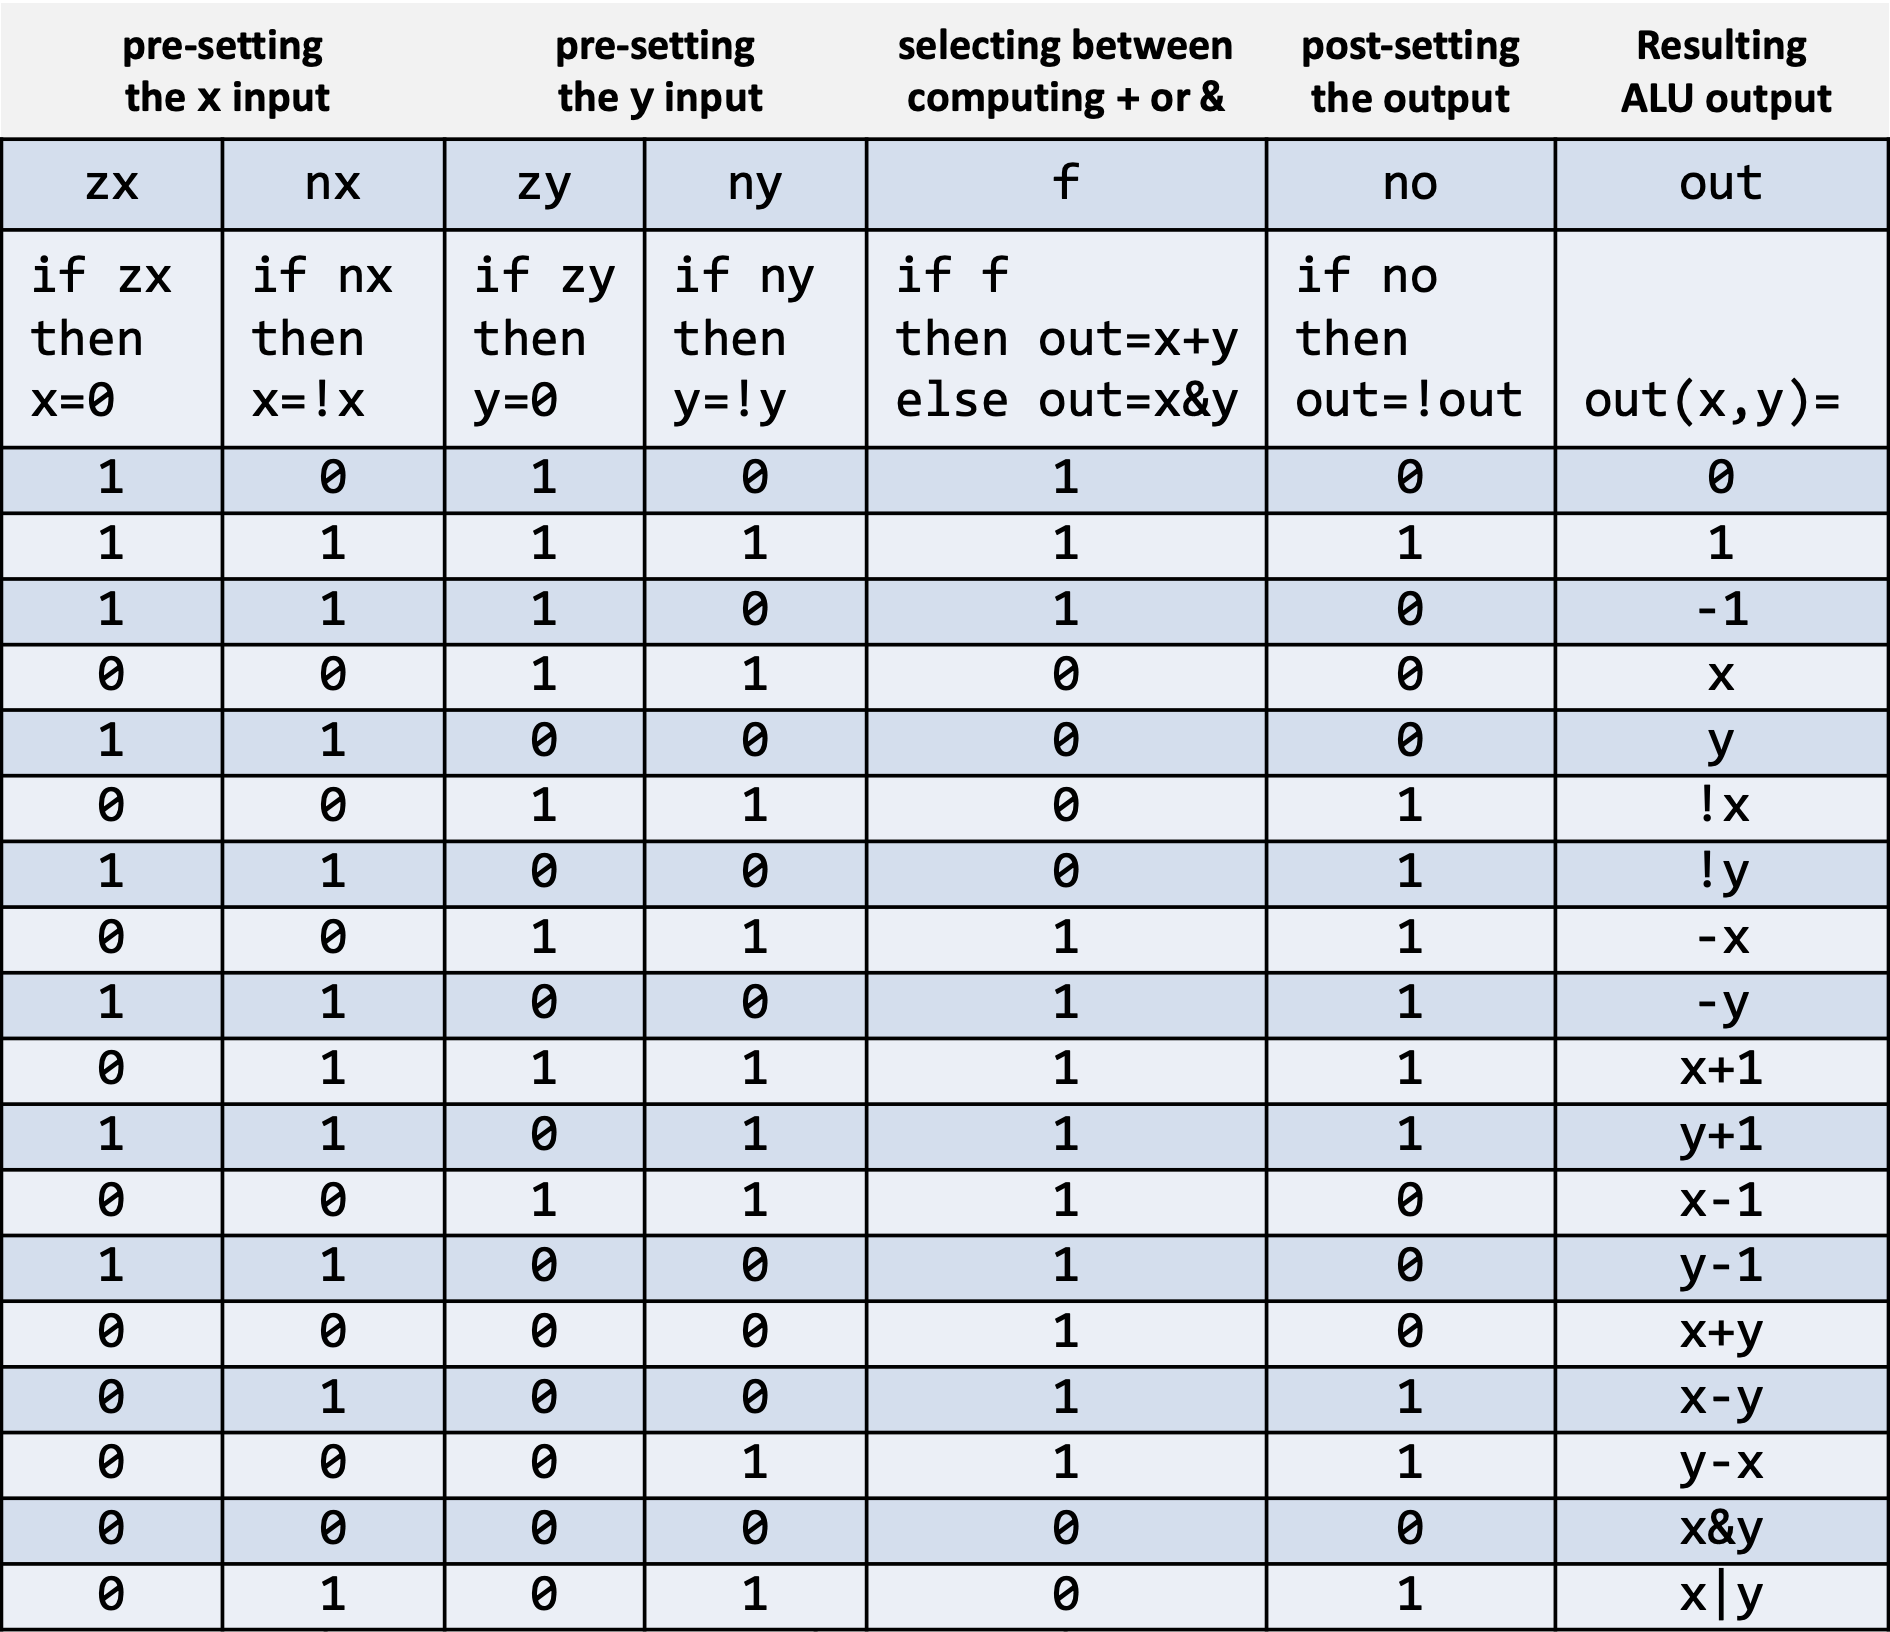 pre-setting the x input pre-setting the y input selecting between computing + or & post-setting the output Resulting ALU output
zx nx zy ny f no out
if zx if nx if zy if ny if f if no
then then then then then out=x+y then
x=0 x=!x y=0 y=!y else out=x&y out=!out out(x,y)=
1 0 1 0 1 0 0
1 1 1 1 1 1 1
1 1 1 0 1 0 -1
0 0 1 1 0 0 x
1 1 0 0 0 0 y
0 0 1 1 0 1 !x
1 1 0 0 0 1 !y
0 0 1 1 1 1 -x
1 1 0 0 1 1 -y
0 1 1 1 1 1 x+1
1 1 0 1 1 1 y+1
0 0 1 1 1 0 x-1
1 1 0 0 1 0 y-1
0 0 0 0 1 0 x+y
0 1 0 0 1 1 x-y
0 0 0 1 1 1 y-x
0 0 0 0 0 0 x&y
0 1 0 1 0 1 x|y